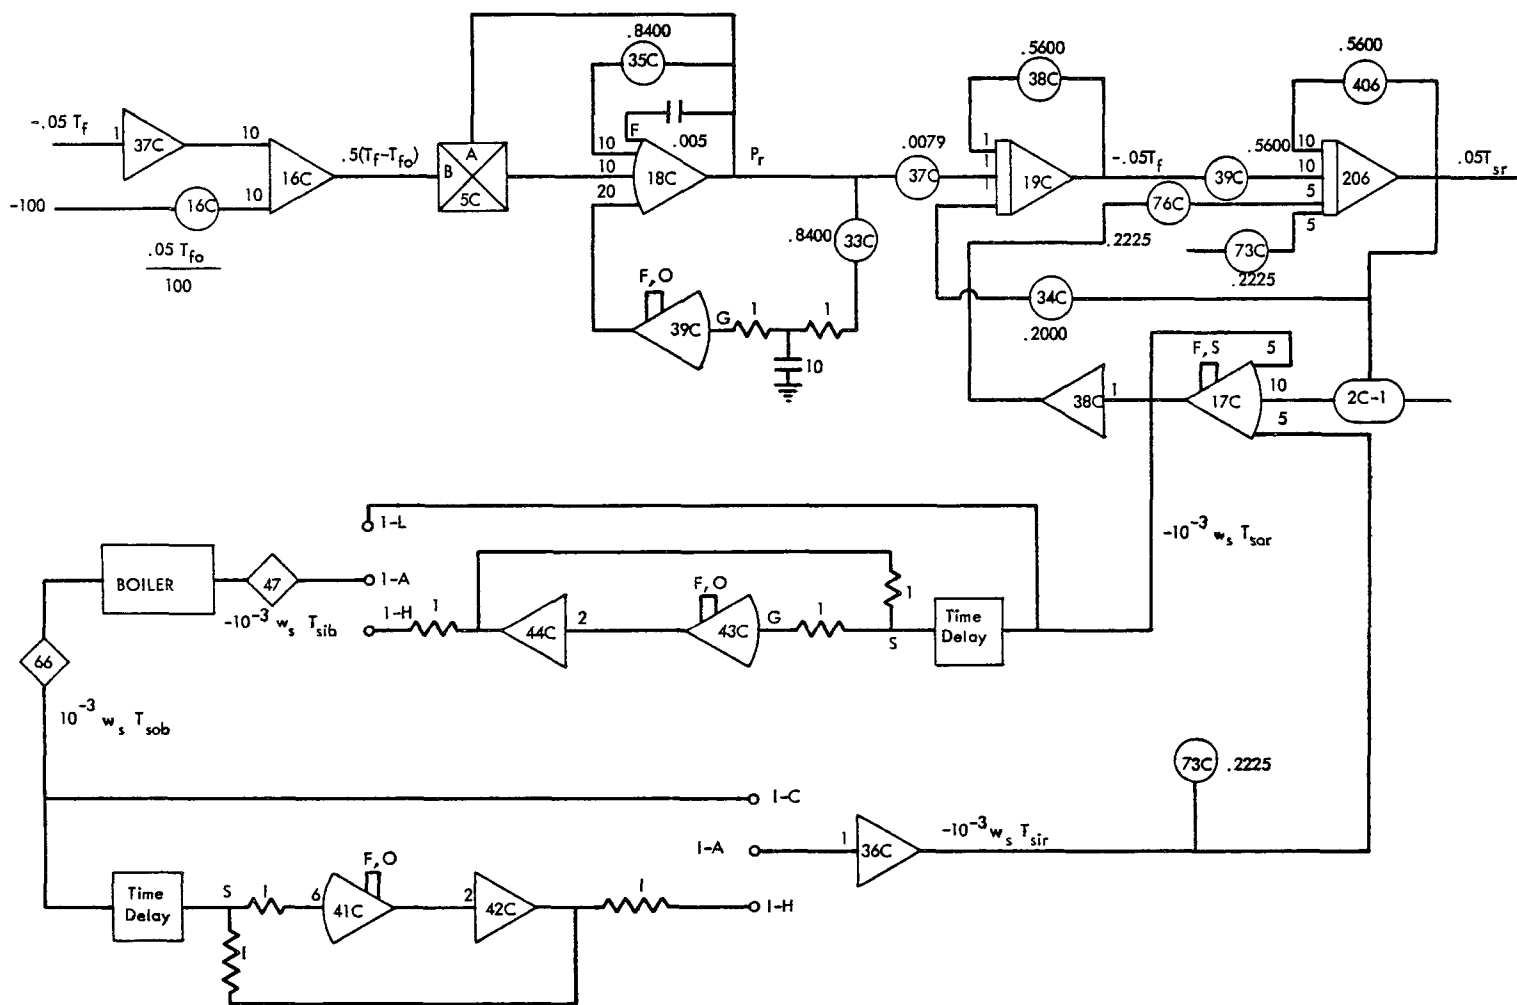 .8400
35C
.5600
38C
.5600
406
-.05 T_f
1
37C
10
16C
.5(T_f-T_fo)
A
B
5C
F
.005
10
10
20
18C
P_r
.0079
37C
1
1
1
19C
-.05T_f
.5600
39C
10
10
5
5
206
.05T_sr
-100
16C
10
.05 T_fo
100
.8400
33C
76C
.2225
73C
.2225
F, O
39C
G
1
1
10
34C
.2000
F, S
5
38C
1
17C
10
5
2C-1
1-L
-10^-3 w_s T_sar
BOILER
47
1-A
-10^-3 w_s T_sib
1-H
1
44C
2
F, O
43C
G
1
1
S
Time
Delay
66
10^-3 w_s T_sob
73C
.2225
1-C
1-A
1
36C
-10^-3 w_s T_sir
Time
Delay
S
1
6
F, O
41C
2
42C
1
1-H
1